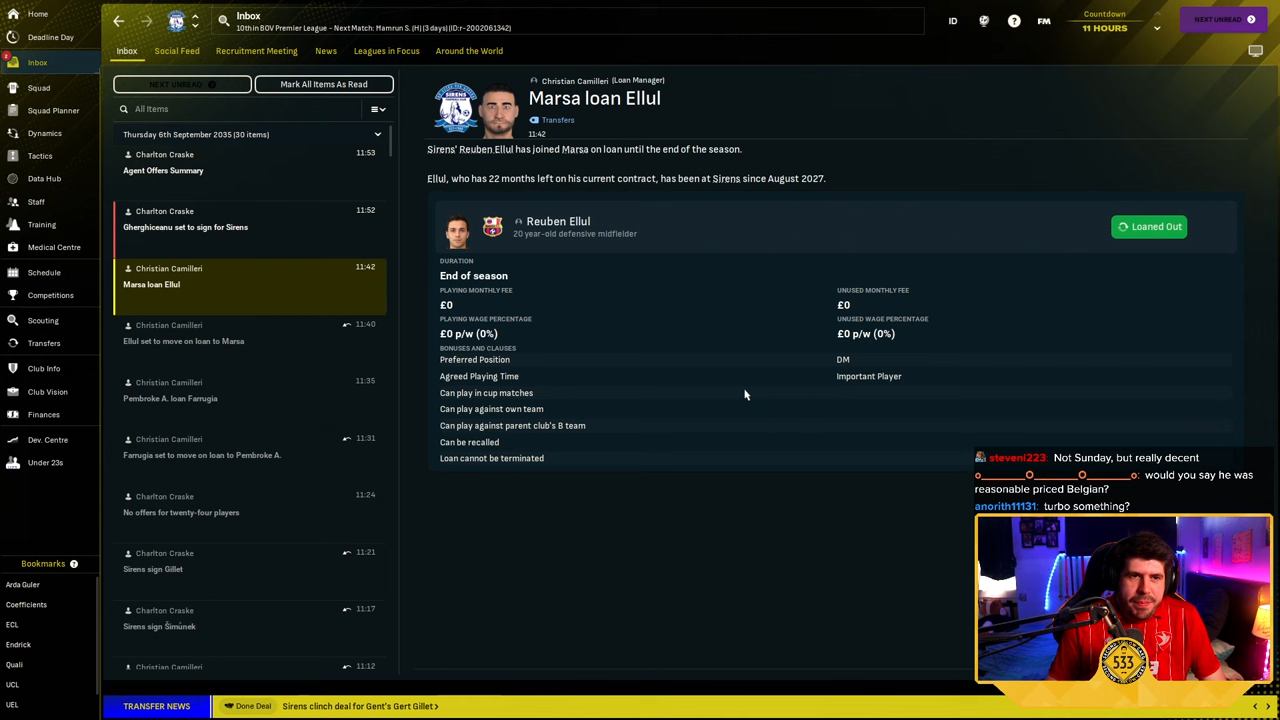 Home
Deadline Day
2
Inbox
Squad
Squad Planner
Dynamics
Tactics
Data Hub
Staff
Training
Medical Centre
Schedule
Competitions
Scouting
Transfers
Club Info
Club Vision
Finances
Dev. Centre
Under 23s
Bookmarks ?
Arda Guler
Coefficients
ECL
Endrick
Quali
UCL
UEL
Inbox
10th in BOV Premier League - Next Match: Mamrun S. (H) (3 days) (ID:r-2002061342)
ID
?
FM
Countdown
11 HOURS
NEXT UNREAD
Inbox
Social Feed
Recruitment Meeting
News
Leagues in Focus
Around the World
NEXT UNREAD
Mark All Items As Read
All Items
Thursday 6th September 2035 (30 items)
Charlton Craske 11:53
Agent Offers Summary
Charlton Craske 11:52
Gherghiceanu set to sign for Sirens
Christian Camilleri 11:42
Marsa loan Ellul
Christian Camilleri 11:40
Ellul set to move on loan to Marsa
Christian Camilleri 11:35
Pembroke A. loan Farrugia
Christian Camilleri 11:31
Farrugia set to move on loan to Pembroke A.
Charlton Craske 11:24
No offers for twenty-four players
Charlton Craske 11:21
Sirens sign Gillet
Charlton Craske 11:17
Sirens sign Šimůnek
Christian Camilleri 11:12
SIRENS
Christian Camilleri (Loan Manager)
Marsa loan Ellul
Transfers
11:42
Sirens' Reuben Ellul has joined Marsa on loan until the end of the season.
Ellul, who has 22 months left on his current contract, has been at Sirens since August 2027.
Reuben Ellul
20 year-old defensive midfielder
Loaned Out
DURATION
End of season
PLAYING MONTHLY FEE
£0
UNUSED MONTHLY FEE
£0
PLAYING WAGE PERCENTAGE
£0 p/w (0%)
UNUSED WAGE PERCENTAGE
£0 p/w (0%)
BONUSES AND CLAUSES
Preferred Position DM
Agreed Playing Time Important Player
Can play in cup matches
Can play against own team
Can play against parent club's B team
Can be recalled
Loan cannot be terminated
stevenl223: Not Sunday, but really decent
o_____O_____O_____o: would you say he was
reasonable priced Belgian?
anorith11131: turbo something?
533
TRANSFER NEWS
Done Deal
Sirens clinch deal for Gent's Gert Gillet >